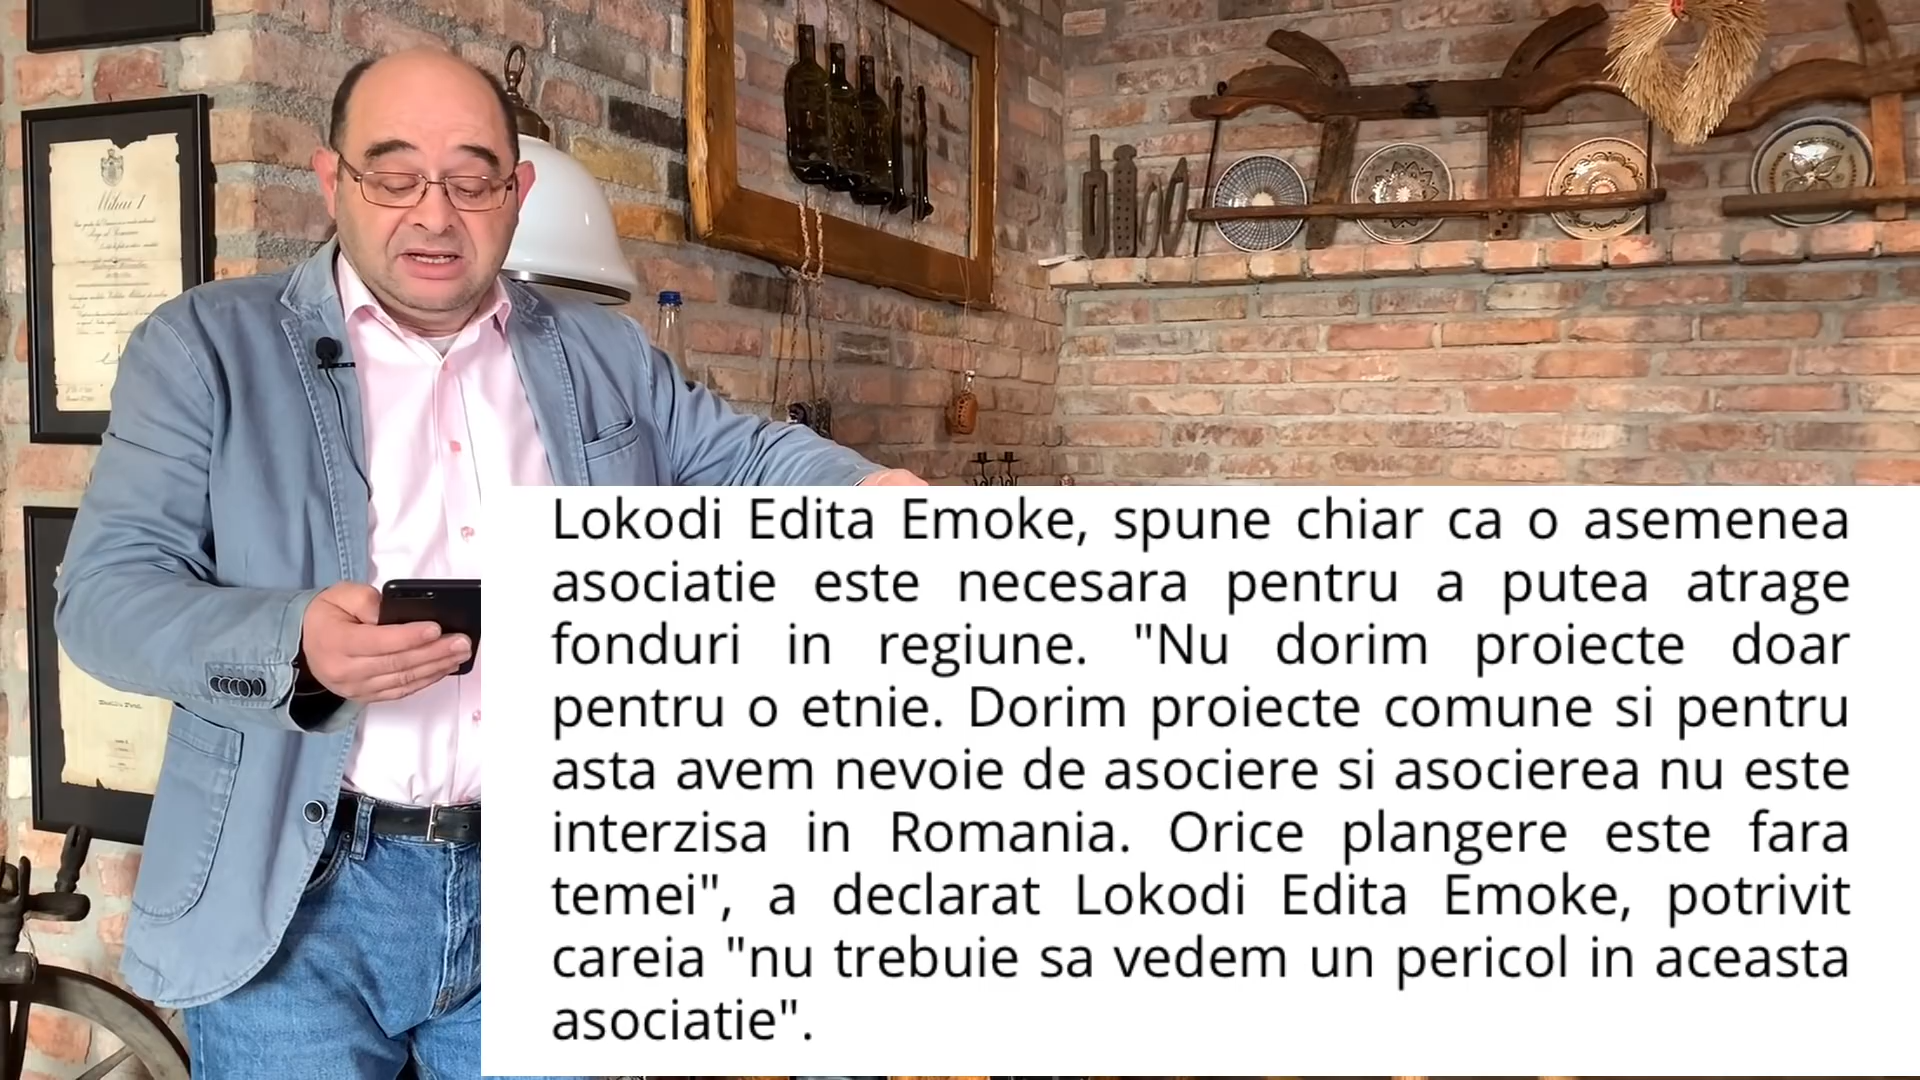 Mihai I
Lokodi Edita Emoke, spune chiar ca o asemenea
asociatie este necesara pentru a putea atrage
fonduri in regiune. "Nu dorim proiecte doar
pentru o etnie. Dorim proiecte comune si pentru
asta avem nevoie de asociere si asocierea nu este
interzisa in Romania. Orice plangere este fara
temei", a declarat Lokodi Edita Emoke, potrivit
careia "nu trebuie sa vedem un pericol in aceasta
asociatie".